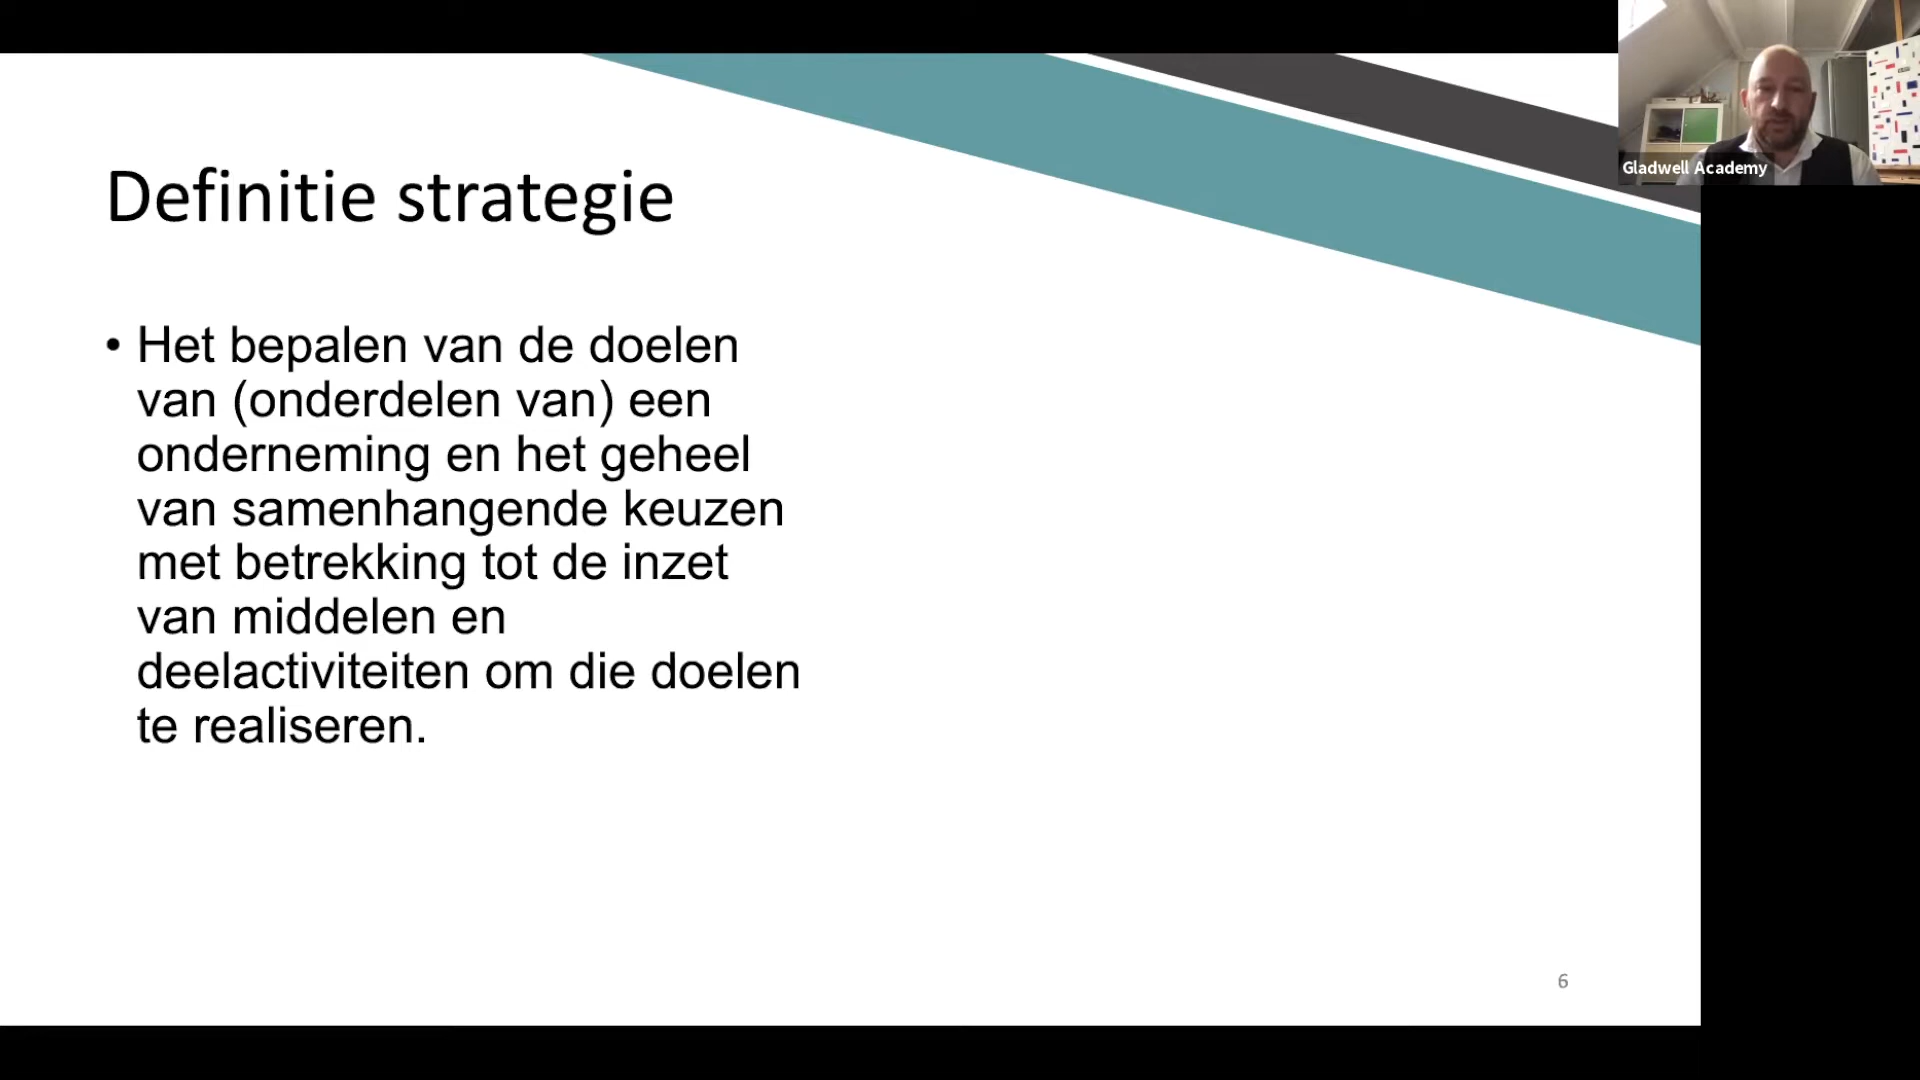 Gladwell Academy
Definitie strategie
• Het bepalen van de doelen
van (onderdelen van) een
onderneming en het geheel
van samenhangende keuzen
met betrekking tot de inzet
van middelen en
deelactiviteiten om die doelen
te realiseren.
6